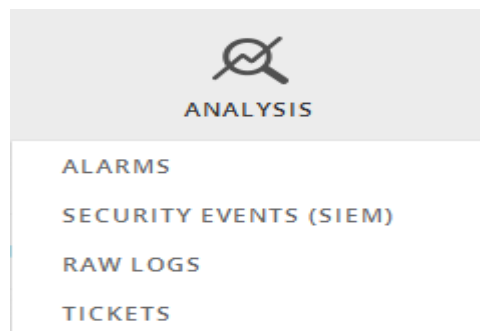 ANALYSIS
ALARMS
SECURITY EVENTS (SIEM)
RAW LOGS
TICKETS